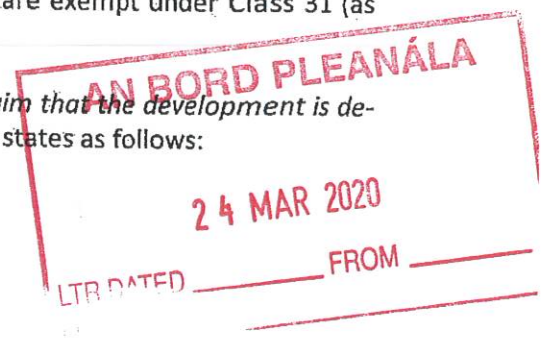 are exempt under Class 31 (as
AN BORD PLEANÁLA
im that the development is de-
states as follows:
24 MAR 2020
LTR DATED FROM